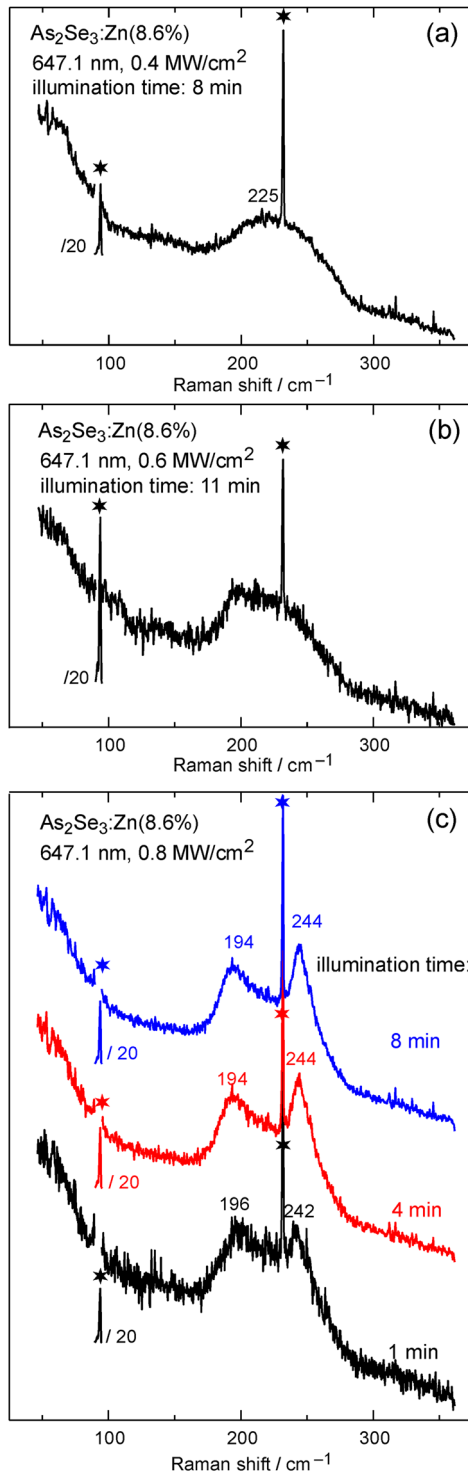 (a)
As₂Se₃:Zn(8.6%)
647.1 nm, 0.4 MW/cm²
illumination time: 8 min
225
/20
100 200 300
Raman shift / cm⁻¹
(b)
As₂Se₃:Zn(8.6%)
647.1 nm, 0.6 MW/cm²
illumination time: 11 min
/20
100 200 300
Raman shift / cm⁻¹
(c)
As₂Se₃:Zn(8.6%)
647.1 nm, 0.8 MW/cm²
194 244
illumination time:
/ 20 8 min
194 244
/ 20 4 min
196 242
/ 20 1 min
100 200 300
Raman shift / cm⁻¹